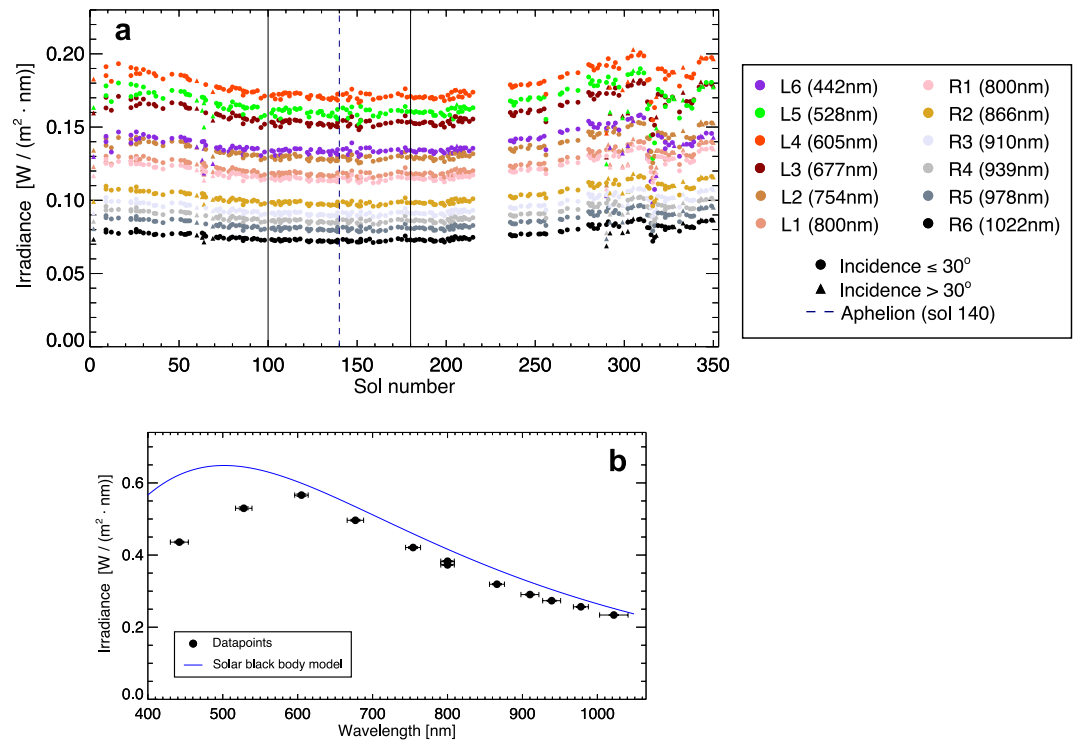 a
Irradiance [W / (m² · nm)]
0.20
0.15
0.10
0.05
0.00
0 50 100 150 200 250 300 350
Sol number
L6 (442nm) R1 (800nm)
L5 (528nm) R2 (866nm)
L4 (605nm) R3 (910nm)
L3 (677nm) R4 (939nm)
L2 (754nm) R5 (978nm)
L1 (800nm) R6 (1022nm)
Incidence ≤ 30°
Incidence > 30°
Aphelion (sol 140)
b
Irradiance [W / (m² · nm)]
0.6
0.4
0.2
0.0
Datapoints
Solar black body model
400 500 600 700 800 900 1000
Wavelength [nm]